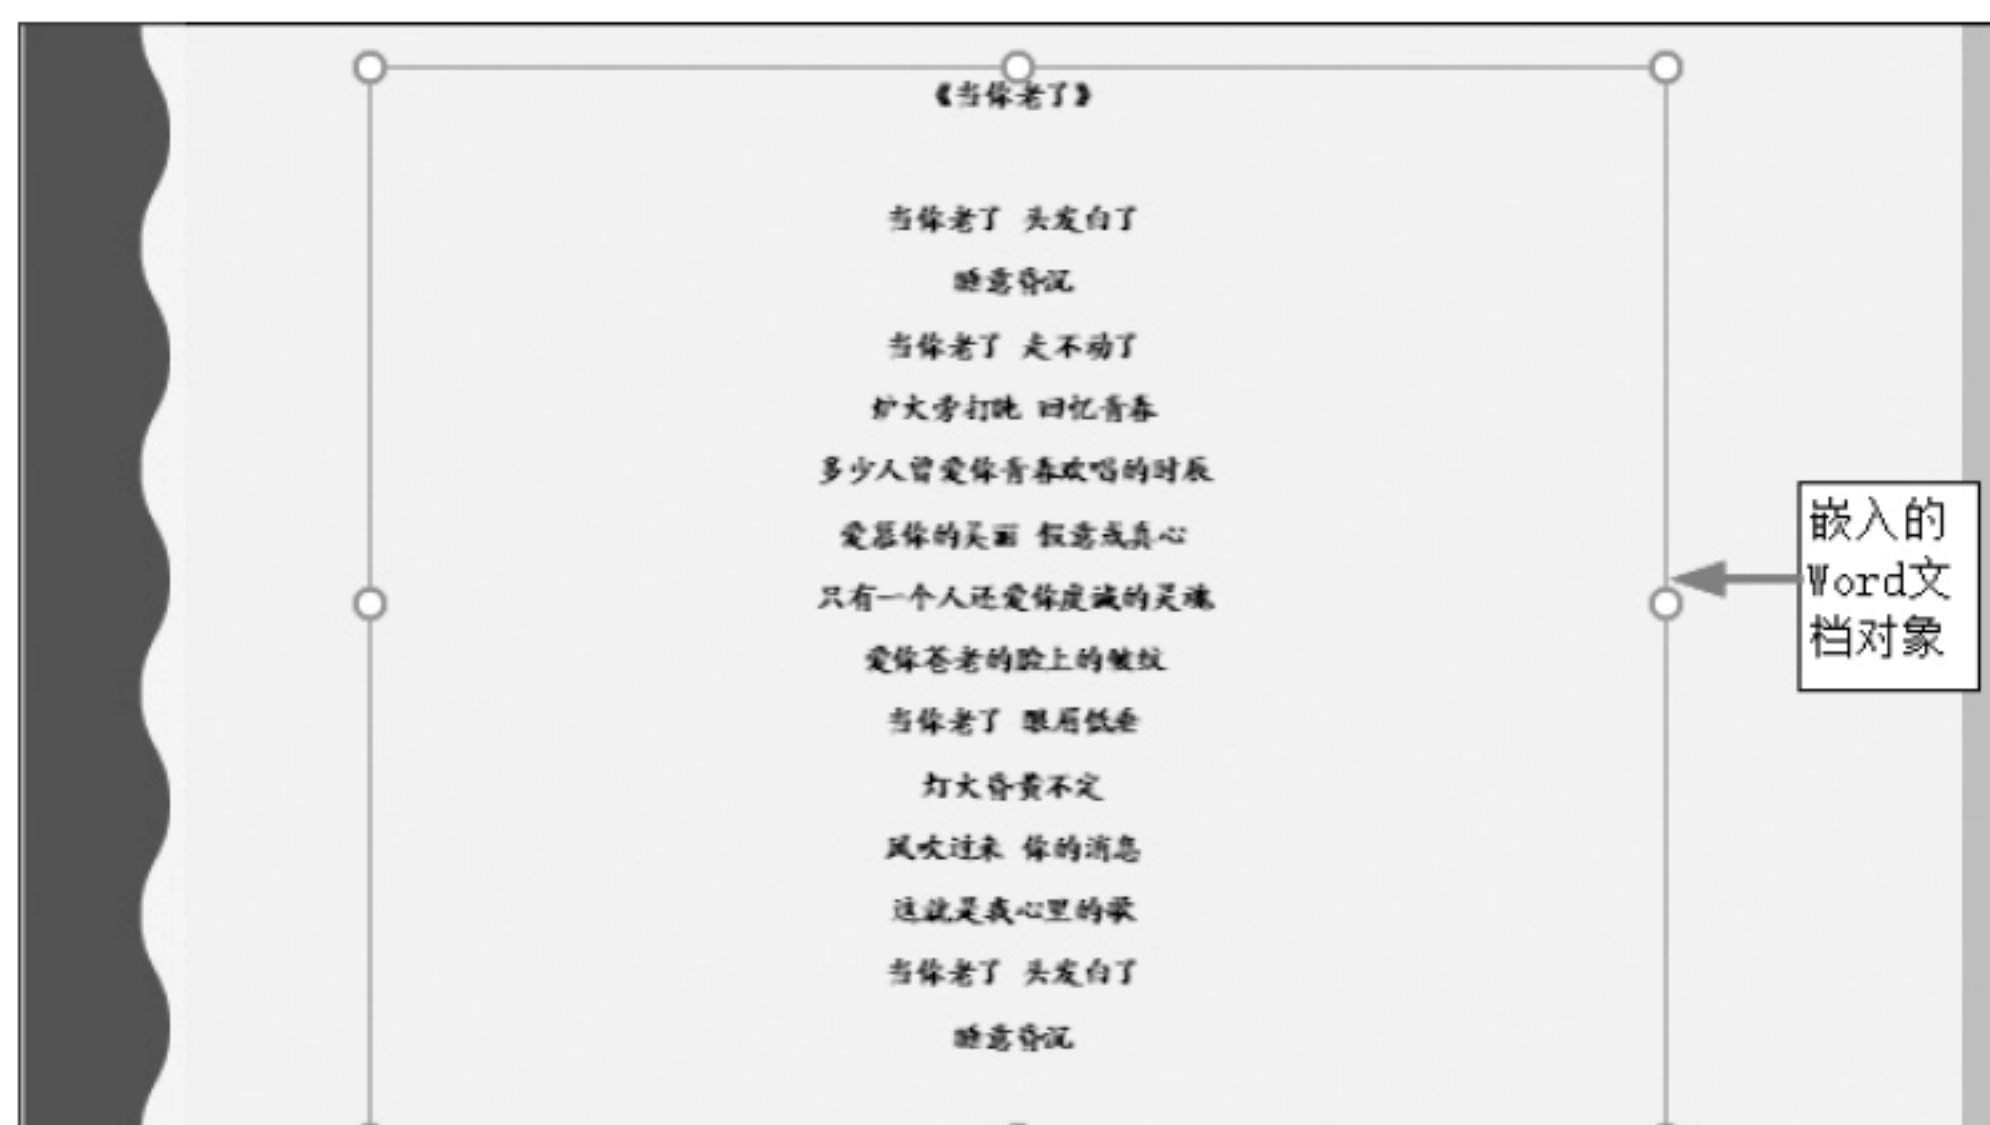 《当你老了》
当你老了 头发白了
睡意昏沉
当你老了 走不动了
炉火旁打盹 回忆青春
多少人曾爱你青春欢唱的时辰
爱慕你的美丽 假意或真心
只有一个人还爱你虔诚的灵魂
爱你苍老的脸上的皱纹
当你老了 眼眉低垂
灯火昏黄不定
风吹过来 你的消息
这就是我心里的歌
当你老了 头发白了
睡意昏沉
嵌入的
Word文
档对象